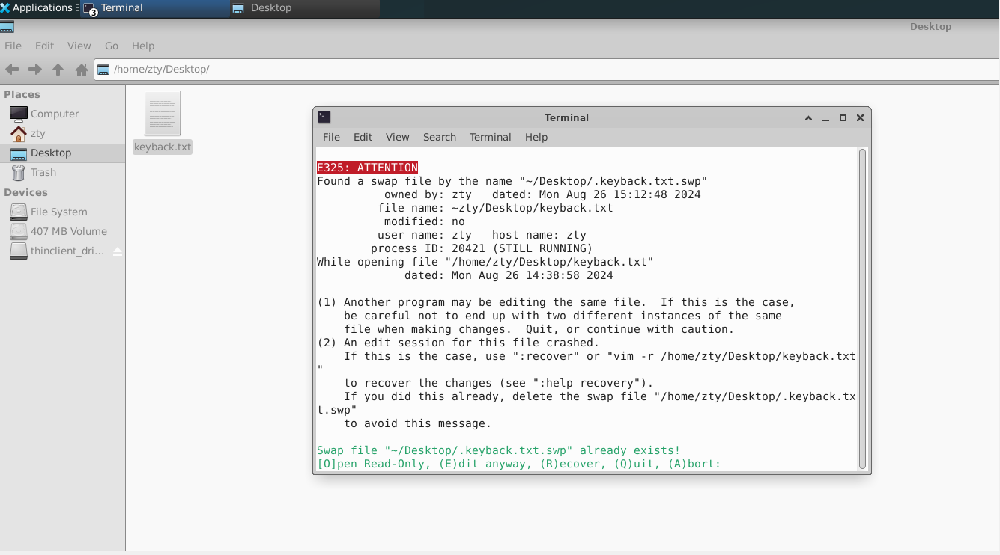 Applications
3
Terminal
Desktop
Desktop
File Edit View Go Help
/home/zty/Desktop/
Places
Computer
zty
Desktop
Trash
Devices
File System
407 MB Volume
thinclient_dri...
keyback.txt
Terminal
File Edit View Search Terminal Help
E325: ATTENTION
Found a swap file by the name "~/Desktop/.keyback.txt.swp"
          owned by: zty   dated: Mon Aug 26 15:12:48 2024
         file name: ~zty/Desktop/keyback.txt
          modified: no
         user name: zty   host name: zty
        process ID: 20421 (STILL RUNNING)
While opening file "/home/zty/Desktop/keyback.txt"
             dated: Mon Aug 26 14:38:58 2024
(1) Another program may be editing the same file.  If this is the case,
    be careful not to end up with two different instances of the same
    file when making changes.  Quit, or continue with caution.
(2) An edit session for this file crashed.
    If this is the case, use ":recover" or "vim -r /home/zty/Desktop/keyback.txt
"
    to recover the changes (see ":help recovery").
    If you did this already, delete the swap file "/home/zty/Desktop/.keyback.tx
t.swp"
    to avoid this message.
Swap file "~/Desktop/.keyback.txt.swp" already exists!
[O]pen Read-Only, (E)dit anyway, (R)ecover, (Q)uit, (A)bort: